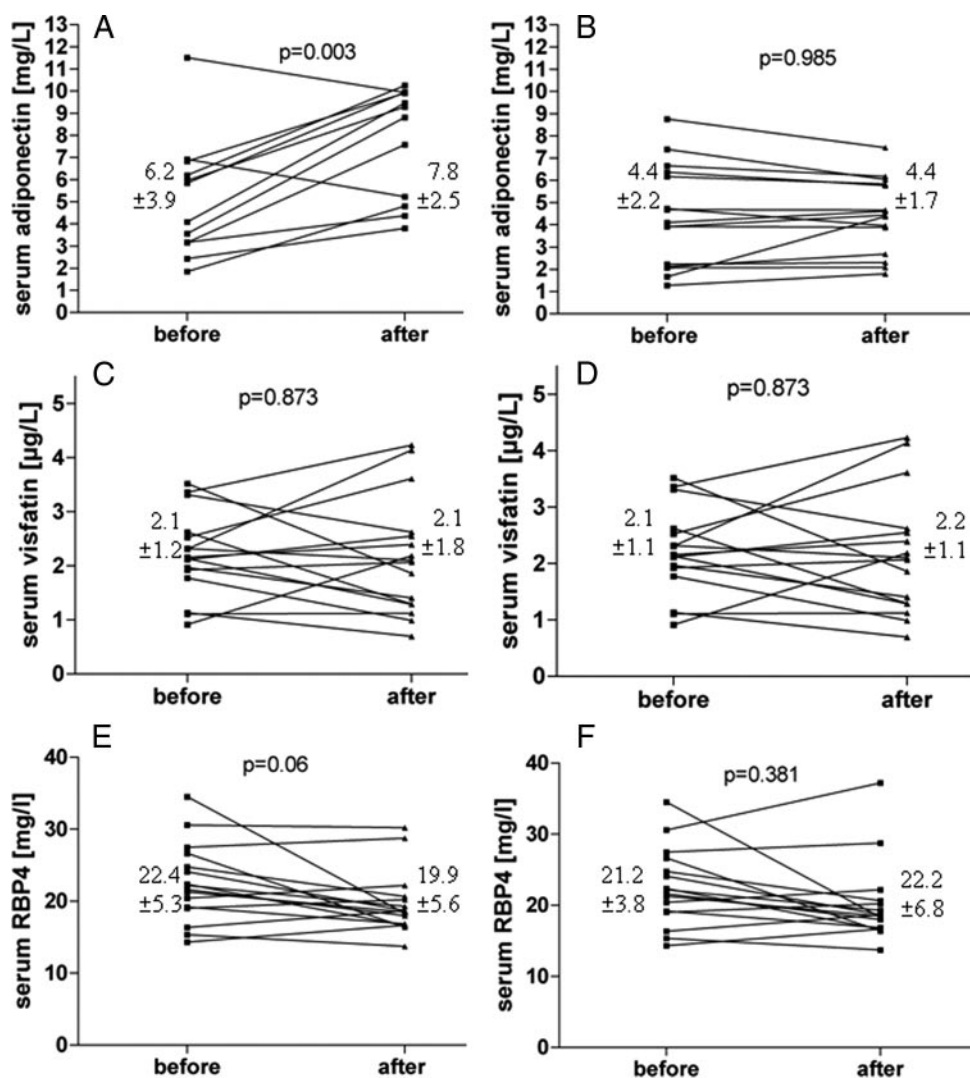 A
p=0.003
serum adiponectin [mg/L]
13
12
11
10
9
8
7
6
5
4
3
2
1
0
6.2
±3.9
7.8
±2.5
before
after
B
p=0.985
serum adiponectin [mg/L]
13
12
11
10
9
8
7
6
5
4
3
2
1
0
4.4
±2.2
4.4
±1.7
before
after
C
p=0.873
serum visfatin [µg/L]
5
4
3
2
1
0
2.1
±1.2
2.1
±1.8
before
after
D
p=0.873
serum visfatin [µg/L]
5
4
3
2
1
0
2.1
±1.1
2.2
±1.1
before
after
E
p=0.06
serum RBP4 [mg/l]
40
30
20
10
0
22.4
±5.3
19.9
±5.6
before
after
F
p=0.381
serum RBP4 [mg/l]
40
30
20
10
0
21.2
±3.8
22.2
±6.8
before
after